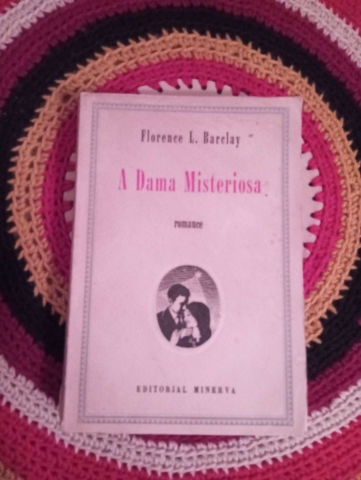 Florence L. Barclay
A Dama Misteriosa
romance
EDITORIAL MINERVA